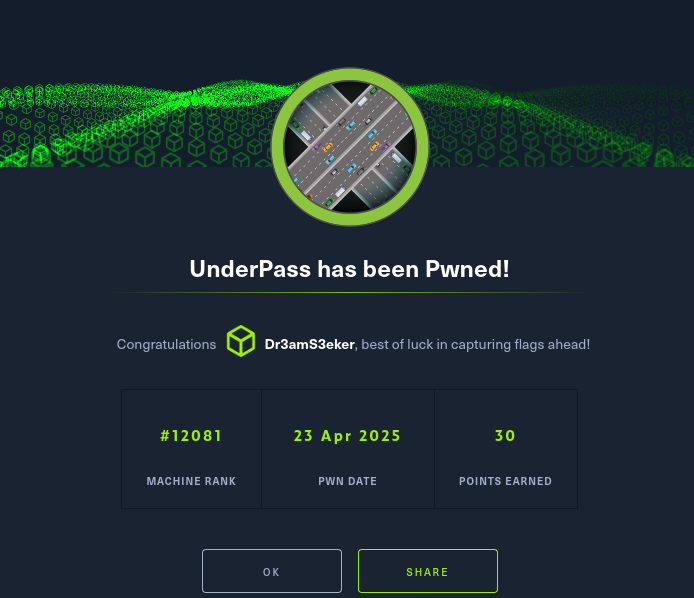 UnderPass has been Pwned!
Congratulations Dr3amS3eker, best of luck in capturing flags ahead!
#12081 23 Apr 2025 30
MACHINE RANK PWN DATE POINTS EARNED
OK SHARE